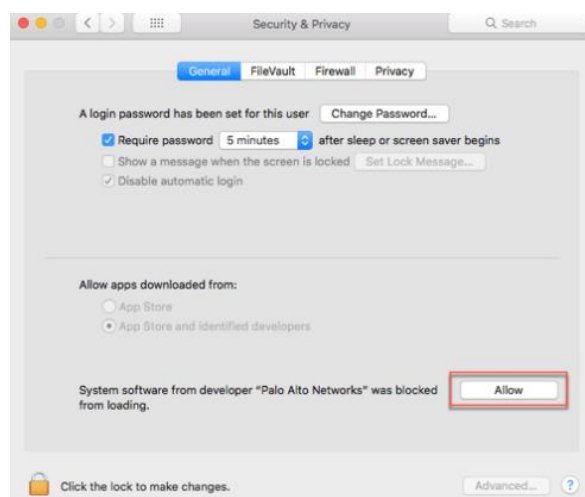 Security & Privacy
Search
General FileVault Firewall Privacy
A login password has been set for this user Change Password...
Require password 5 minutes after sleep or screen saver begins
Show a message when the screen is locked Set Lock Message...
Disable automatic login
Allow apps downloaded from:
App Store
App Store and identified developers
System software from developer “Palo Alto Networks” was blocked Allow
from loading.
Click the lock to make changes.
Advanced... ?